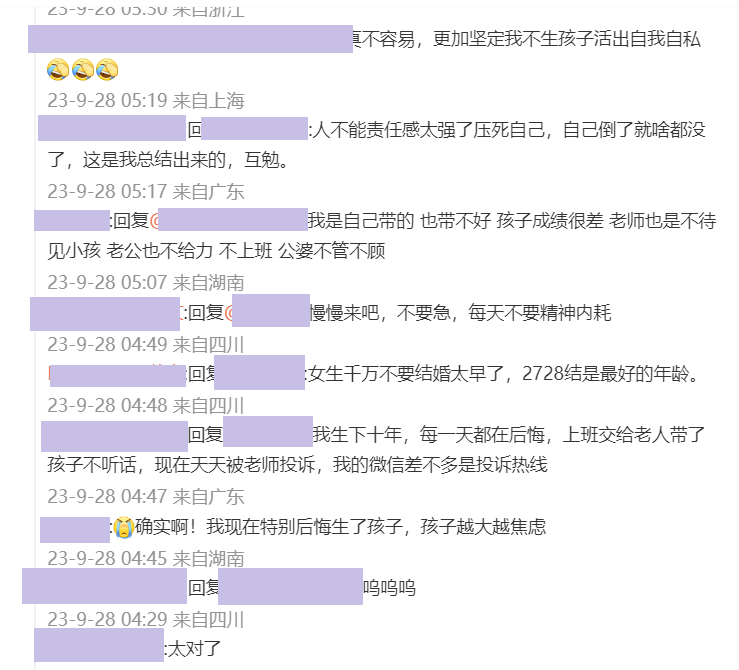 23-9-28 05:30 来自浙江
真不容易，更加坚定我不生孩子活出自我自私
23-9-28 05:19 来自上海
回:人不能责任感太强了压死自己，自己倒了就啥都没
了，这是我总结出来的，互勉。
23-9-28 05:17 来自广东
:回复@我是自己带的 也带不好 孩子成绩很差 老师也是不待
见小孩 老公也不给力 不上班 公婆不管不顾
23-9-28 05:07 来自湖南
:回复@慢慢来吧，不要急，每天不要精神内耗
23-9-28 04:49 来自四川
:回复:女生千万不要结婚太早了，2728结是最好的年龄。
23-9-28 04:48 来自四川
回复我生下十年，每一天都在后悔，上班交给老人带了
孩子不听话，现在天天被老师投诉，我的微信差不多是投诉热线
23-9-28 04:47 来自广东
:😭确实啊！我现在特别后悔生了孩子，孩子越大越焦虑
23-9-28 04:45 来自湖南
回复呜呜呜
23-9-28 04:29 来自四川
:太对了